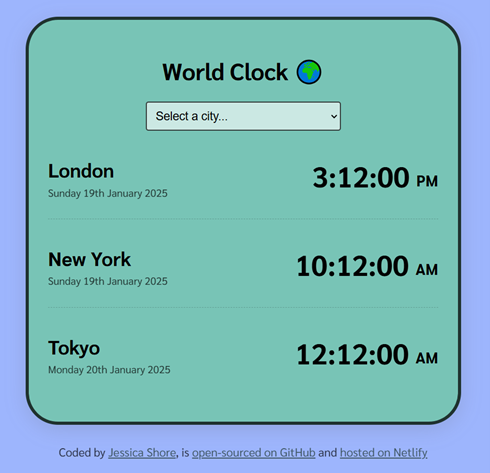 World Clock
Select a city...
London
3:12:00 PM
Sunday 19th January 2025
New York
10:12:00 AM
Sunday 19th January 2025
Tokyo
12:12:00 AM
Monday 20th January 2025
Coded by Jessica Shore, is open-sourced on GitHub and hosted on Netlify